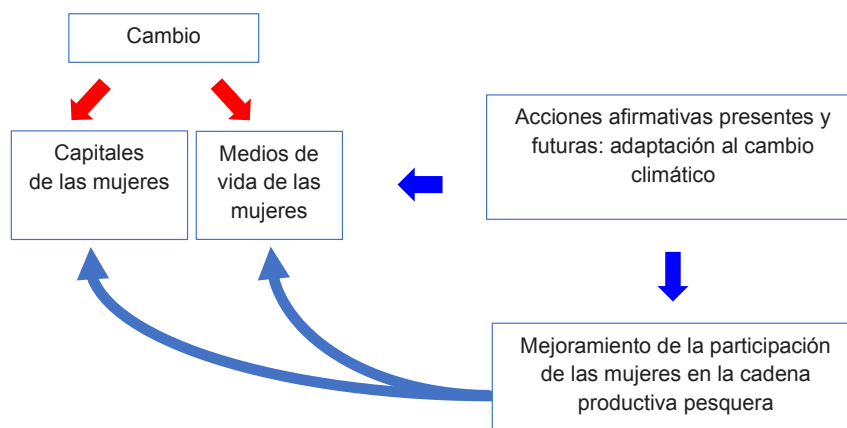 Cambio
Capitales
de las mujeres
Medios de
vida de las
mujeres
Acciones afirmativas presentes y
futuras: adaptación al cambio
climático
Mejoramiento de la participación
de las mujeres en la cadena
productiva pesquera